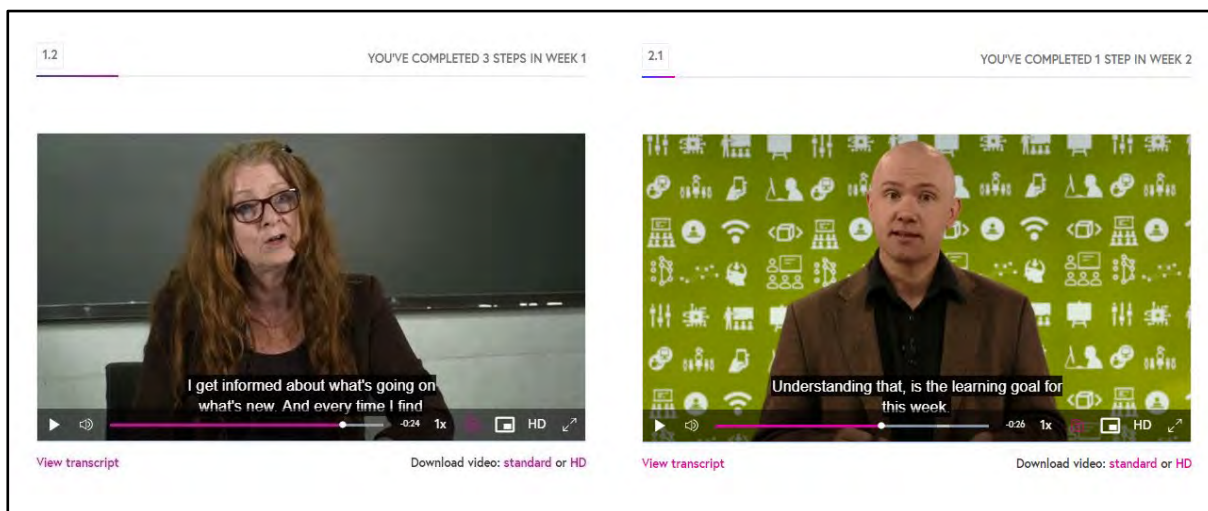 1.2
YOU'VE COMPLETED 3 STEPS IN WEEK 1
I get informed about what's going on
what's new. And every time I find
-0:24 1x HD
View transcript
Download video: standard or HD
2.1
YOU'VE COMPLETED 1 STEP IN WEEK 2
Understanding that, is the learning goal for
this week.
-0:26 1x HD
View transcript
Download video: standard or HD